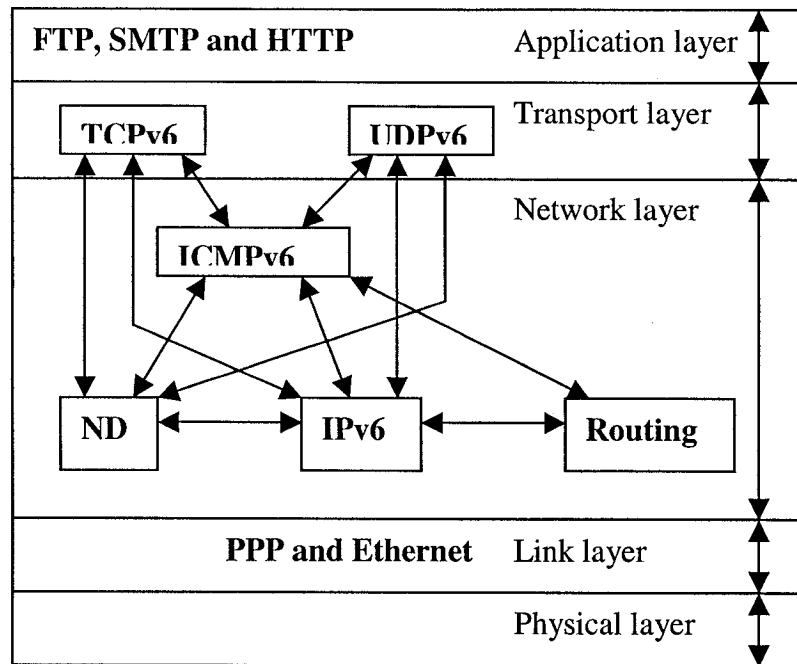 FTP, SMTP and HTTP
Application layer
Transport layer
TCPv6
UDPv6
Network layer
ICMPv6
ND
IPv6
Routing
PPP and Ethernet
Link layer
Physical layer